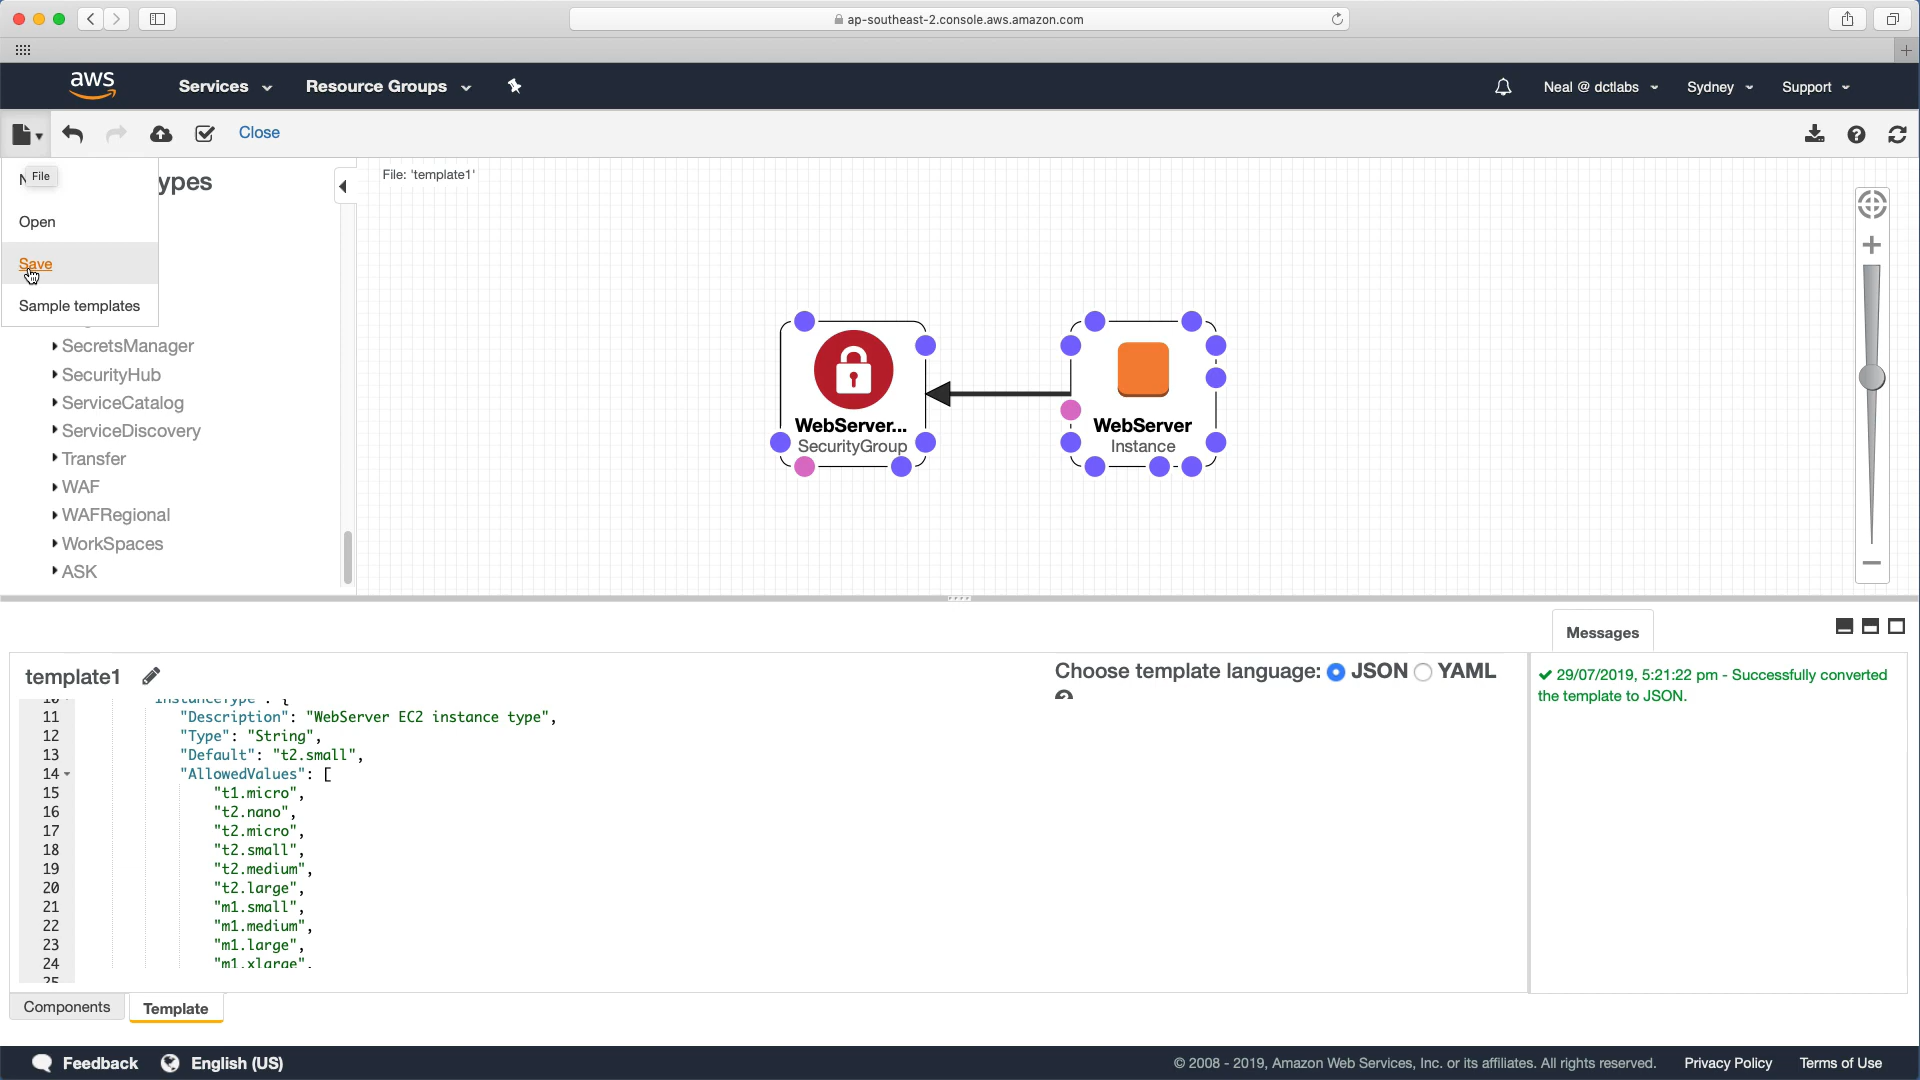 ap-southeast-2.console.aws.amazon.com
aws
Services
Resource Groups
Neal @ dctlabs
Sydney
Support
Close
File
ypes
Open
Save
Sample templates
SecretsManager
SecurityHub
ServiceCatalog
ServiceDiscovery
Transfer
WAF
WAFRegional
WorkSpaces
ASK
File: 'template1'
WebServer...
SecurityGroup
WebServer
Instance
Messages
template1
Choose template language: JSON YAML
29/07/2019, 5:21:22 pm - Successfully converted
the template to JSON.
10 "InstanceType": {
11 "Description": "WebServer EC2 instance type",
12 "Type": "String",
13 "Default": "t2.small",
14 "AllowedValues": [
15 "t1.micro",
16 "t2.nano",
17 "t2.micro",
18 "t2.small",
19 "t2.medium",
20 "t2.large",
21 "m1.small",
22 "m1.medium",
23 "m1.large",
24 "m1.xlarge",
25
Components
Template
Feedback
English (US)
© 2008 - 2019, Amazon Web Services, Inc. or its affiliates. All rights reserved.
Privacy Policy
Terms of Use